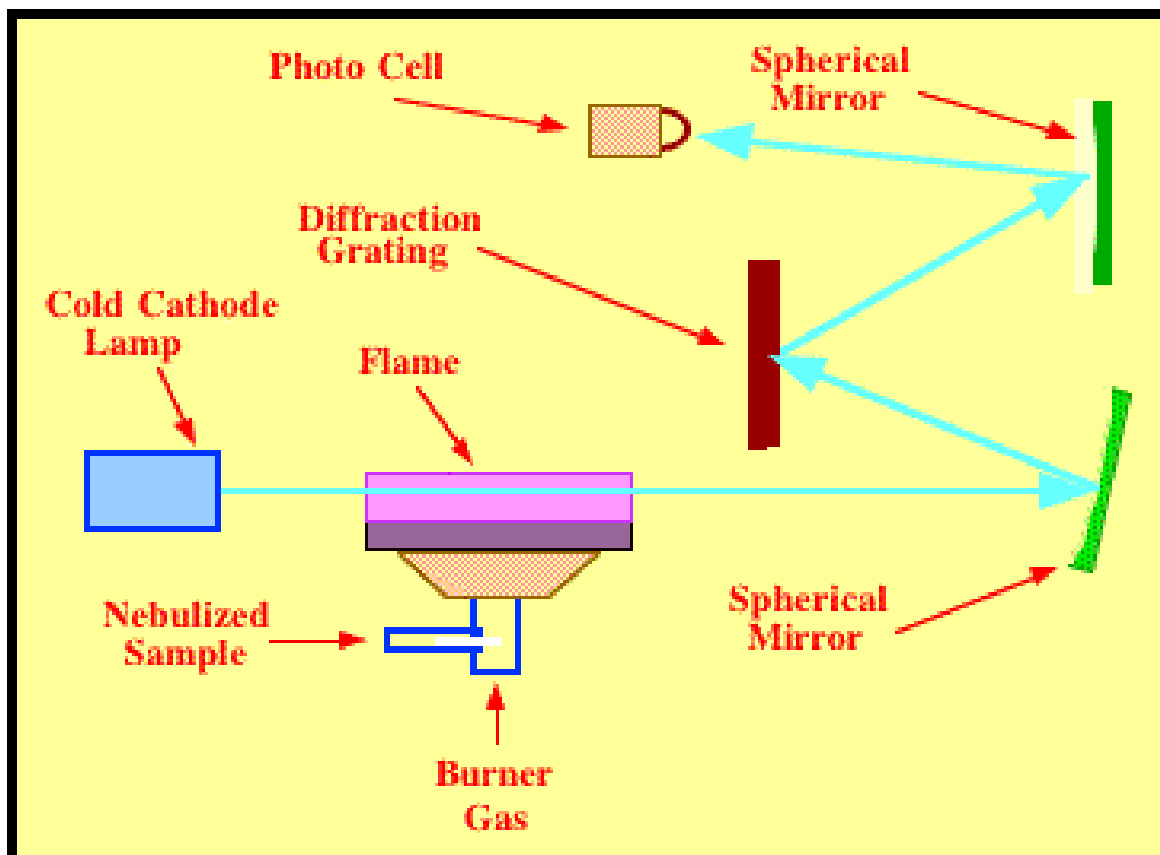 Photo Cell
Spherical
Mirror
Diffraction
Grating
Cold Cathode
Lamp
Flame
Nebulized
Sample
Spherical
Mirror
Burner
Gas